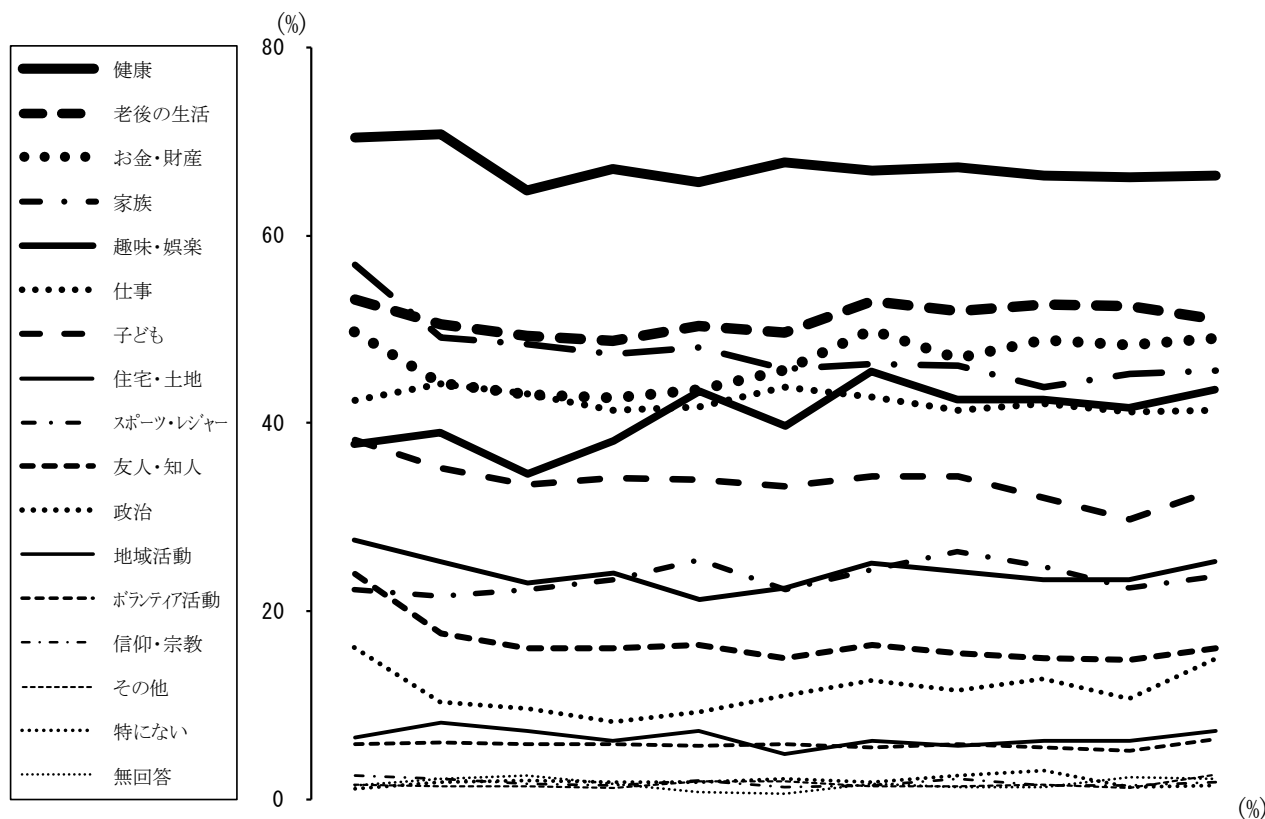 (%)
80
60
40
20
0
健康
老後の生活
お金・財産
家族
趣味・娯楽
仕事
子ども
住宅・土地
スポーツ・レジャー
友人・知人
政治
地域活動
ボランティア活動
信仰・宗教
その他
特にない
無回答
(%)